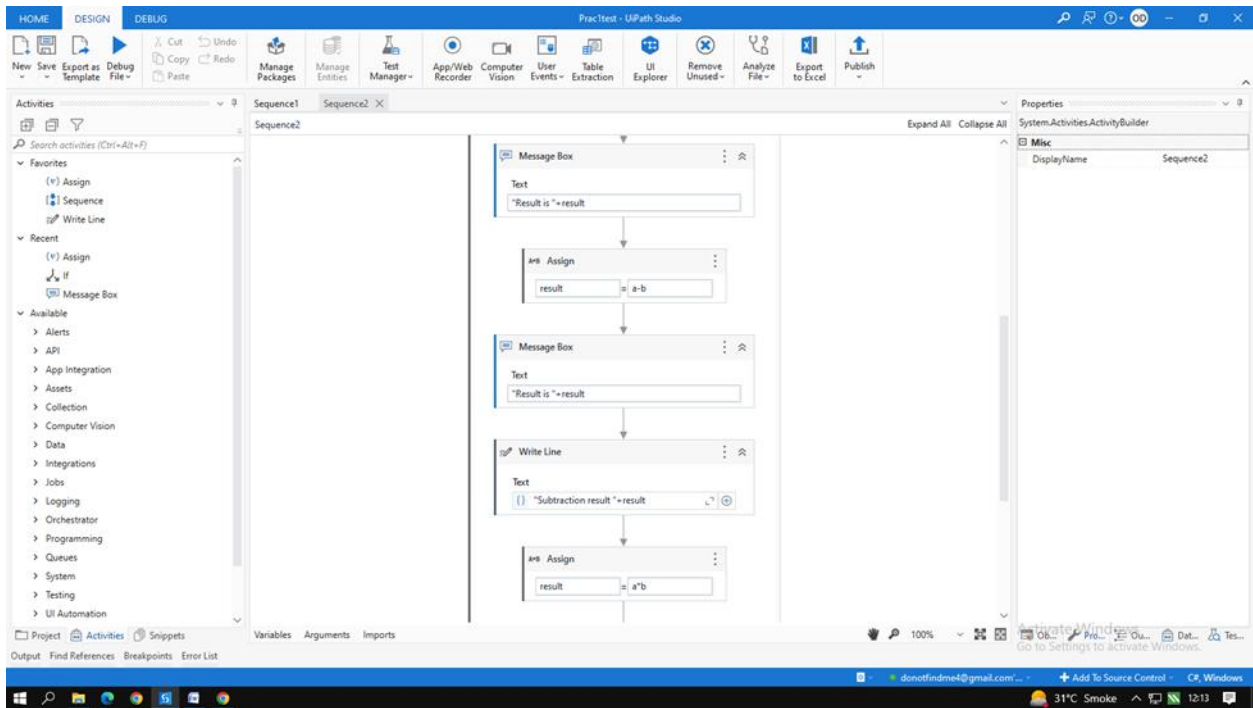 HOME DESIGN DEBUG Prac1test - UiPath Studio OD
Cut Undo
Copy Redo
Paste
New Save Export as Template Debug File Manage Packages Manage Entities Test Manager App/Web Recorder Computer Vision User Events Table Extraction UI Explorer Remove Unused Analyze File Export to Excel Publish
Activities
Search activities (Ctrl+Alt+F)
Favorites
(v) Assign
Sequence
Write Line
Recent
(v) Assign
If
Message Box
Available
Alerts
API
App Integration
Assets
Collection
Computer Vision
Data
Integrations
Jobs
Logging
Orchestrator
Programming
Queues
System
Testing
UI Automation
Project Activities Snippets
Sequence1 Sequence2
Sequence2 Expand All Collapse All
Message Box
Text
"Result is "+result
A+B Assign
result = a-b
Message Box
Text
"Result is "+result
Write Line
Text
"Subtraction result "+result
A+B Assign
result = a*b
Variables Arguments Imports 100%
Properties
System.Activities.ActivityBuilder
Misc
DisplayName Sequence2
Ob... Pro... Ou... Dat... Tes...
Activate Windows
Go to Settings to activate Windows.
Output Find References Breakpoints Error List
donotfindme4@gmail.com'... Add To Source Control C#, Windows
31°C Smoke 12:13